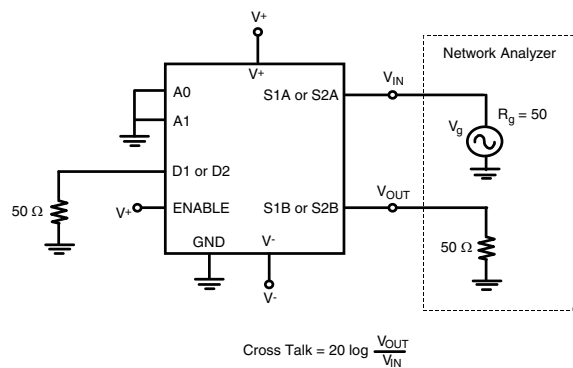 V+
V+
Network Analyzer
A0
S1A or S2A
VIN
A1
Vg
Rg = 50
D1 or D2
VOUT
50 Ω
V+
ENABLE
S1B or S2B
50 Ω
GND
V-
V-
Cross Talk = 20 log VOUT
VIN